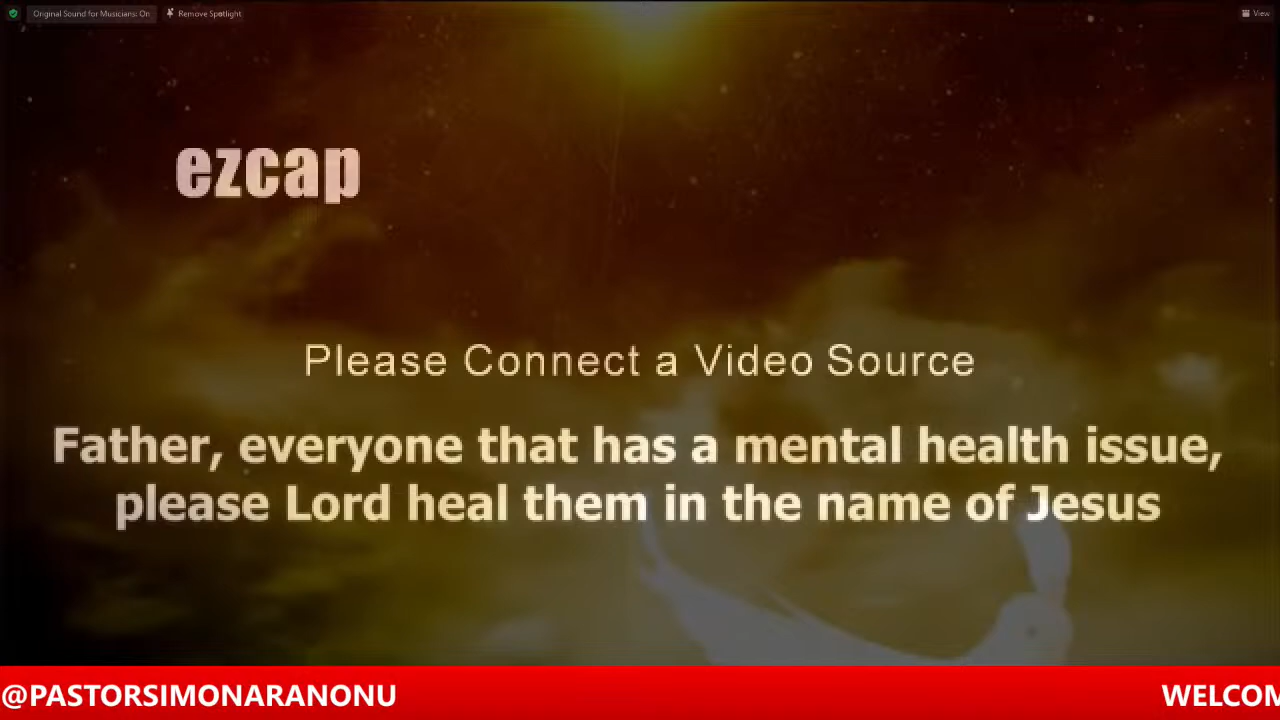 Original Sound for Musicians: On
Remove Spotlight
View
ezcap
Please Connect a Video Source
Father, everyone that has a mental health issue,
please Lord heal them in the name of Jesus
@PASTORSIMONARANONU
WELCOM